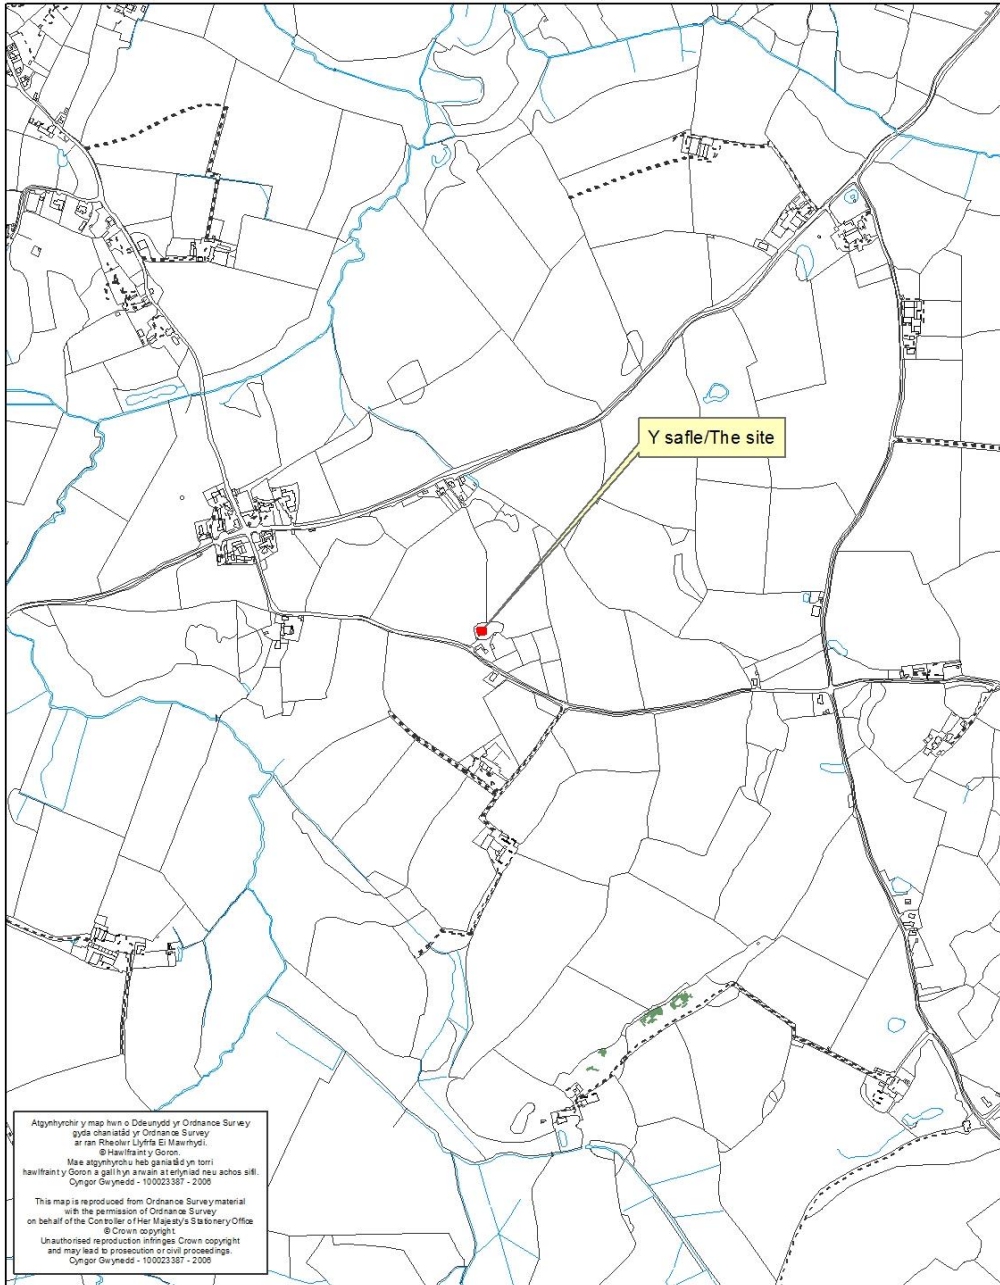 Y safle/The site
Atgynhyrchir y map hwn o Ddeunydd yr Ordnance Survey
gyda chaniatâd yr Ordnance Survey
ar ran Rheolwr Llyfrfa Ei Mawrhydi.
© Hawlfraint y Goron.
Mae atgynhyrchu heb ganiatâd yn torri
hawlfraint y Goron a gall hyn arwain at erlyniad neu achos sifil.
Cyngor Gwynedd - 100023387 - 2006
This map is reproduced from Ordnance Survey material
with the permission of Ordnance Survey
on behalf of the Controller of Her Majesty's Stationery Office
© Crown copyright.
Unauthorised reproduction infringes Crown copyright
and may lead to prosecution or civil proceedings.
Cyngor Gwynedd - 100023387 - 2006